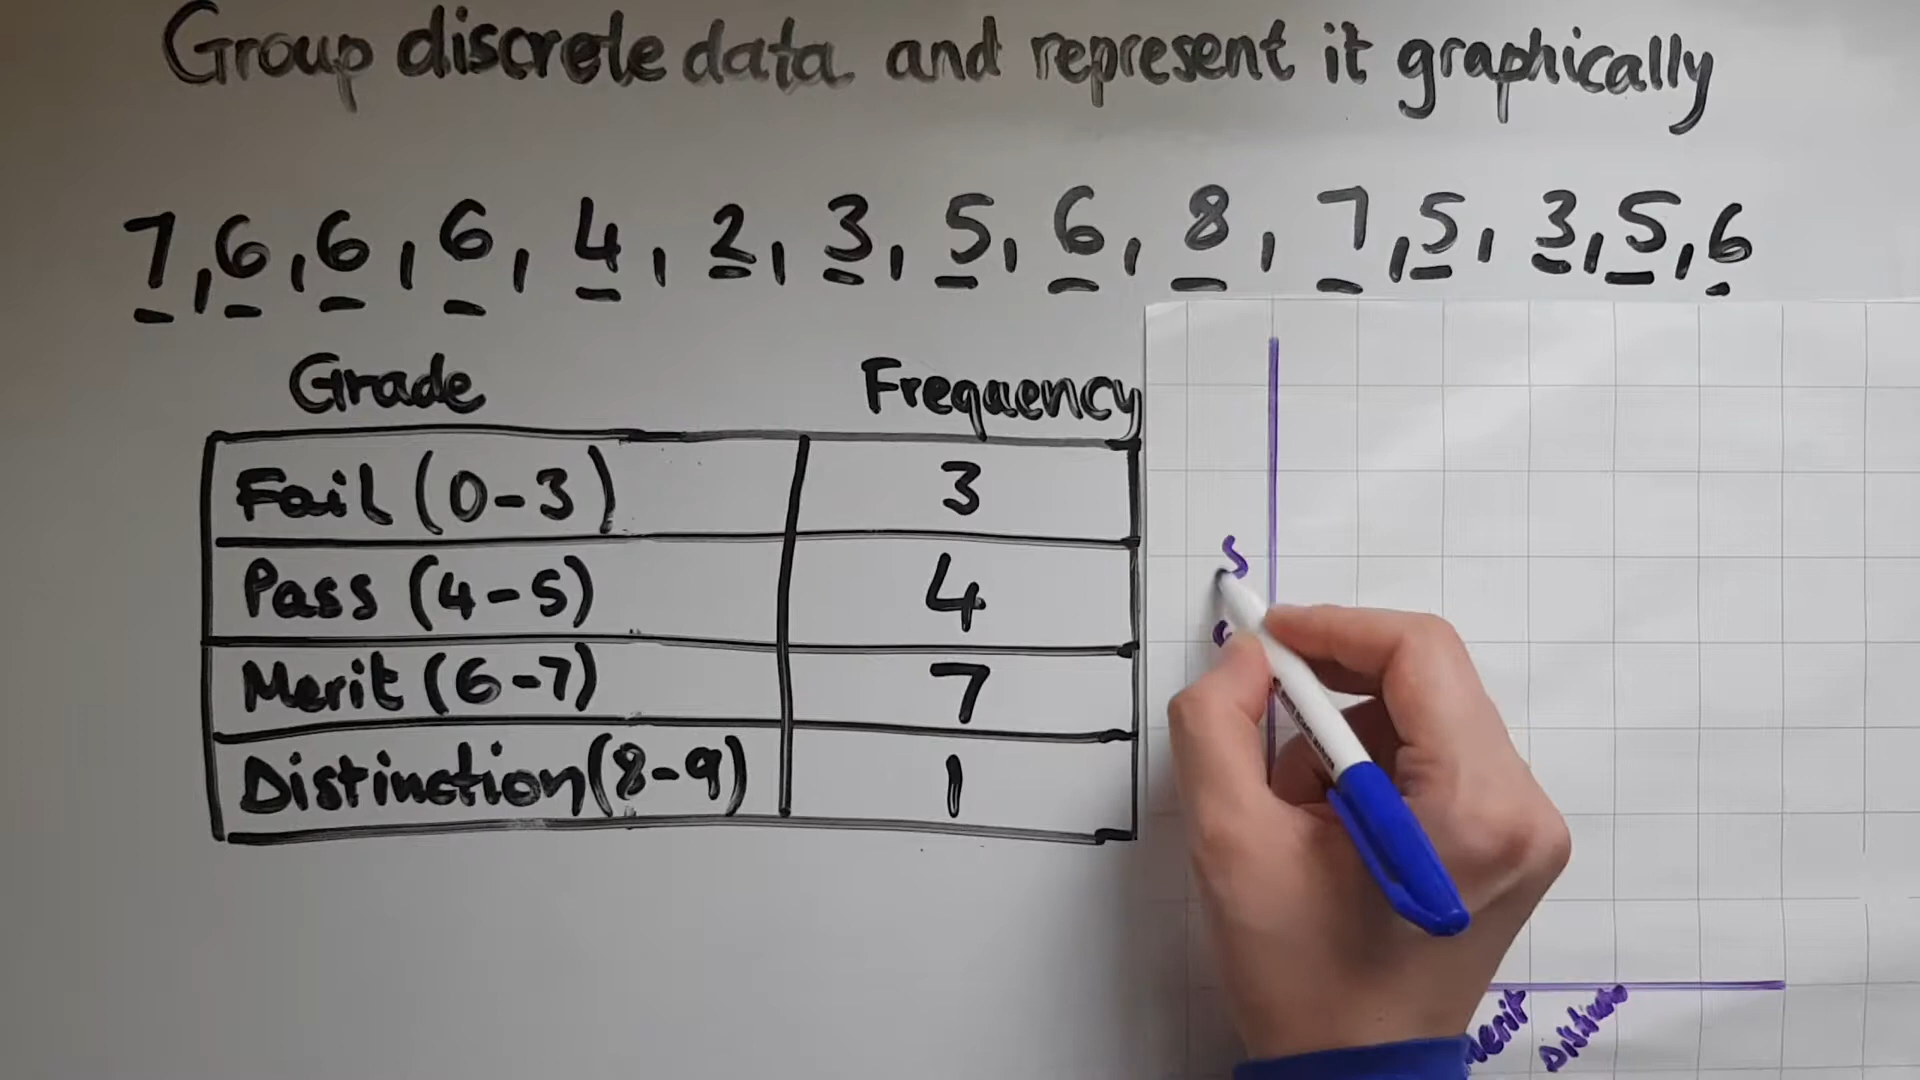 Group discrete data and represent it graphically
7, 6, 6, 6, 4, 2, 3, 5, 6, 8, 7, 5, 3, 5, 6
Grade Frequency
Fail (0-3) 3
Pass (4-5) 4
Merit (6-7) 7
Distinction (8-9) 1
5